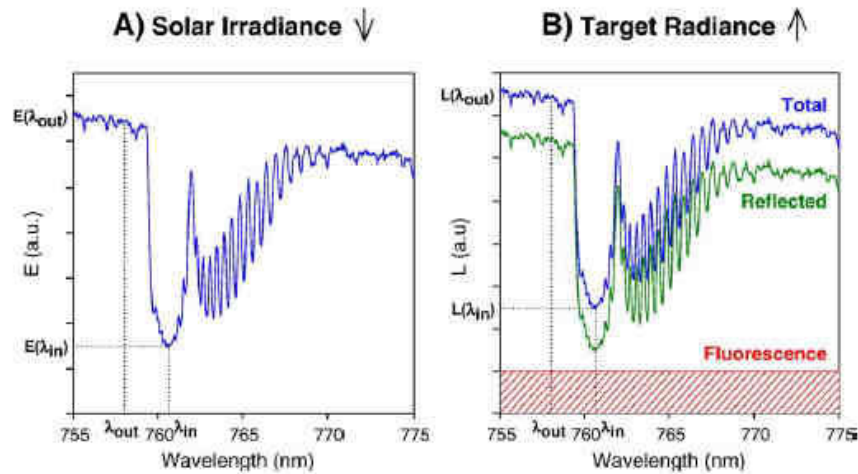 A) Solar Irradiance ↓
E(λout)
E (a.u.)
E(λin)
755 λout 760 λin 765 770 775
Wavelength (nm)
B) Target Radiance ↑
L(λout)
Total
Reflected
L (a.u)
L(λin)
Fluorescence
755 λout 760 λin 765 770 775
Wavelength (nm)